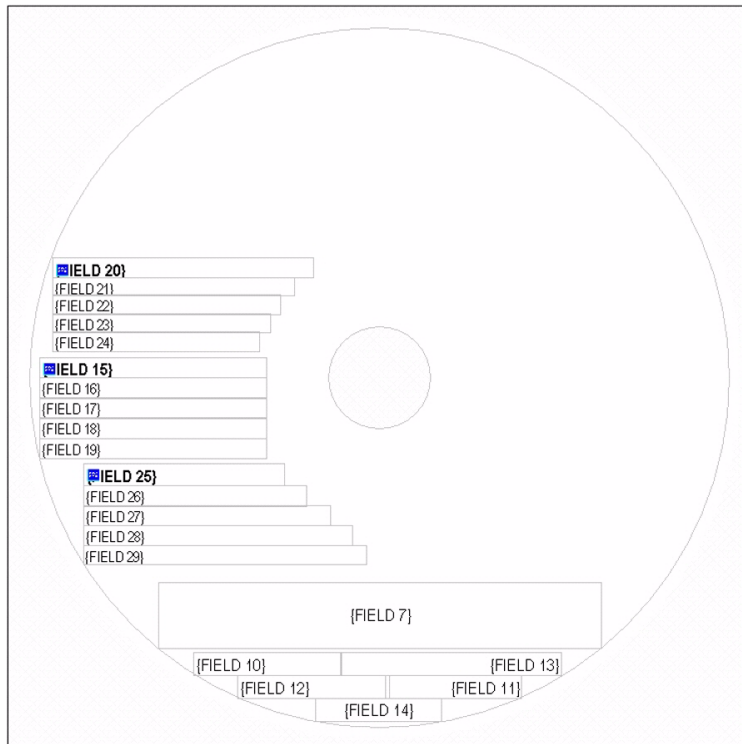 IELD 20}
{FIELD 21}
{FIELD 22}
{FIELD 23}
{FIELD 24}
IELD 15}
{FIELD 16}
{FIELD 17}
{FIELD 18}
{FIELD 19}
IELD 25}
{FIELD 26}
{FIELD 27}
{FIELD 28}
{FIELD 29}
{FIELD 7}
{FIELD 10} {FIELD 13}
{FIELD 12} {FIELD 11}
{FIELD 14}